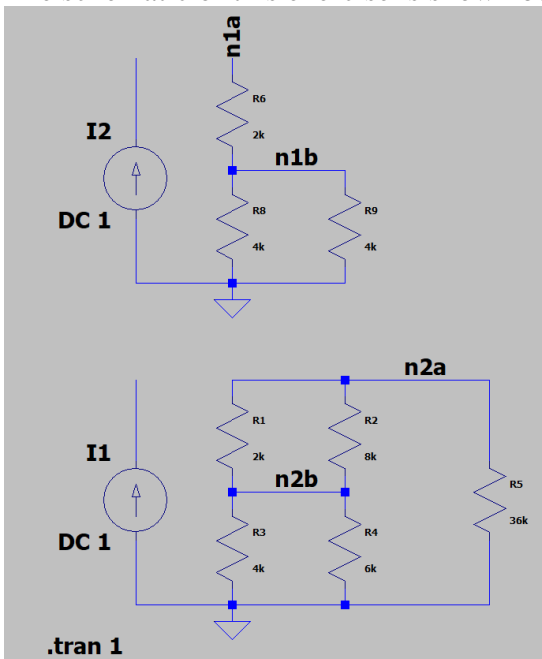 n1a
R6
2k
I2
n1b
DC 1
R8
4k
R9
4k
n2a
R1
2k
R2
8k
I1
n2b
R5
36k
DC 1
R3
4k
R4
6k
.tran 1